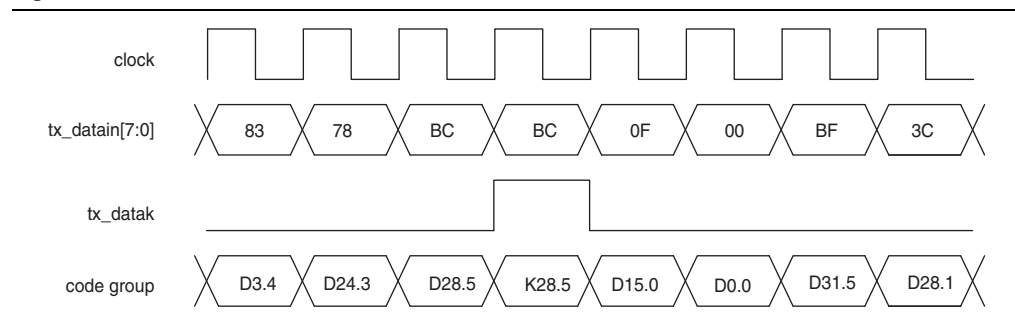 clock
tx_datain[7:0] 83 78 BC BC 0F 00 BF 3C
tx_datak
code group D3.4 D24.3 D28.5 K28.5 D15.0 D0.0 D31.5 D28.1